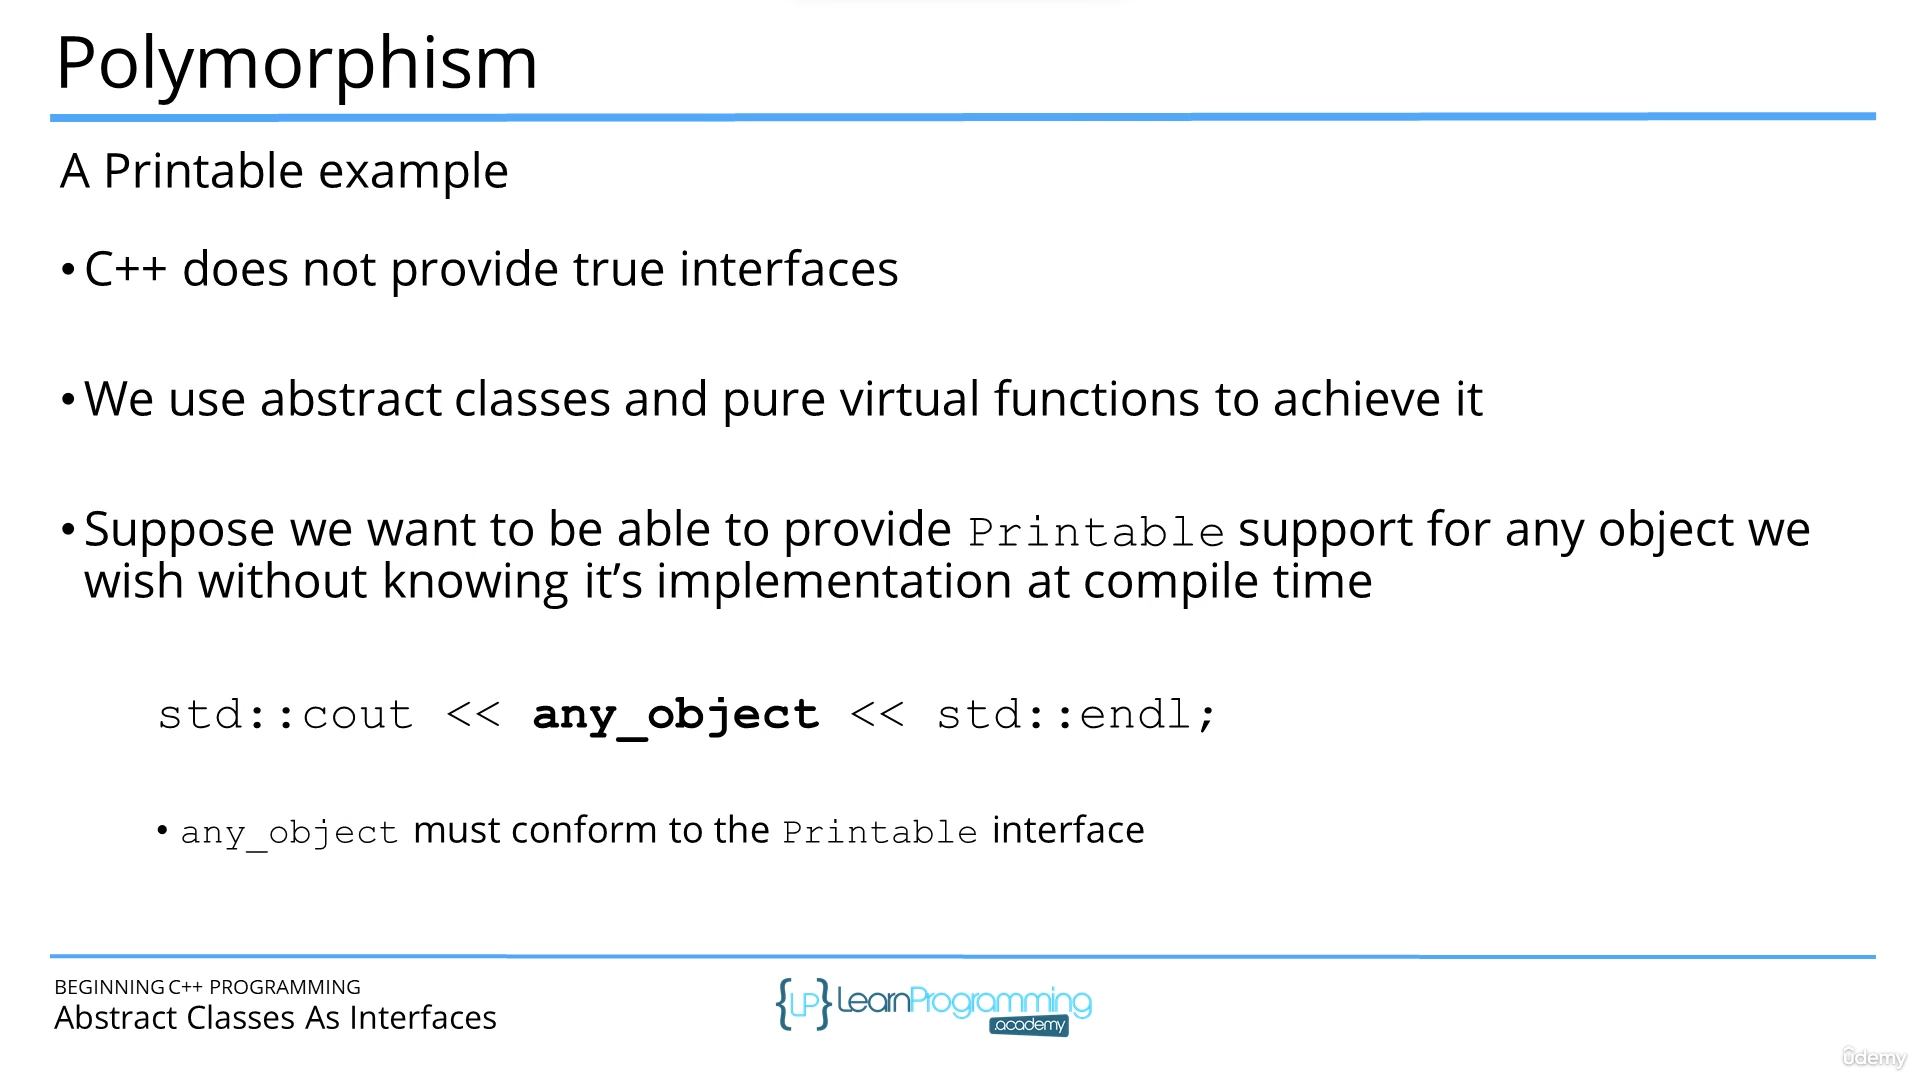 Polymorphism
A Printable example
• C++ does not provide true interfaces
• We use abstract classes and pure virtual functions to achieve it
• Suppose we want to be able to provide Printable support for any object we
wish without knowing it’s implementation at compile time
std::cout << any_object << std::endl;
• any_object must conform to the Printable interface
BEGINNING C++ PROGRAMMING
Abstract Classes As Interfaces
{LP} LearnProgramming
.academy
ûdemy